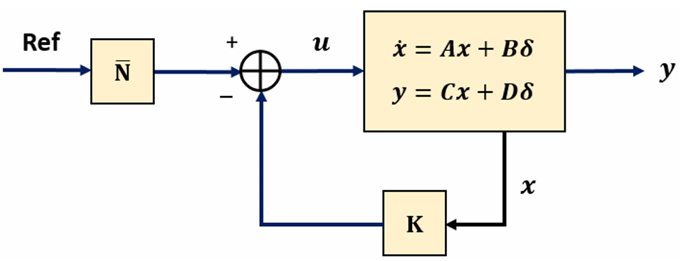 Ref
N̄
+
−
u
ẋ = Ax + Bδ
y = Cx + Dδ
y
x
K